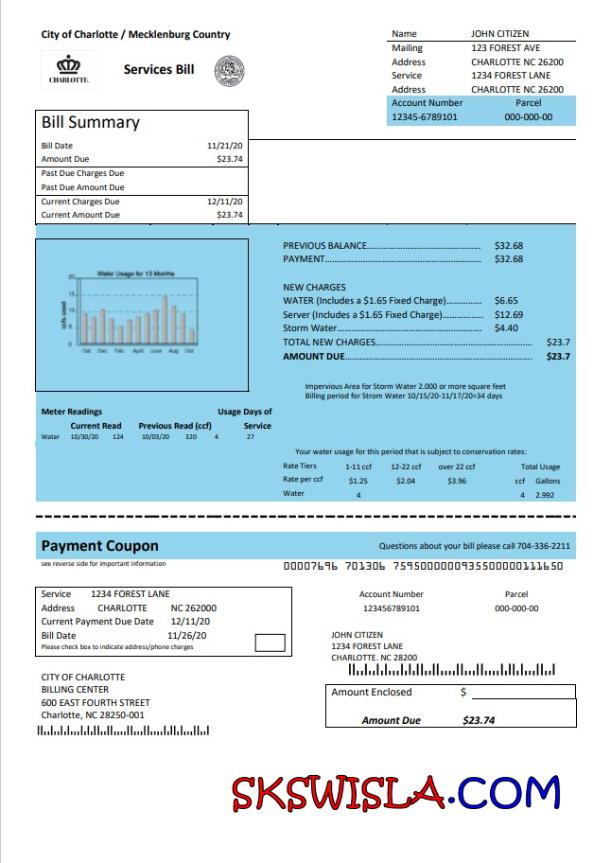 City of Charlotte / Mecklenburg Country
CHARLOTTE.
Services Bill
Name JOHN CITIZEN
Mailing 123 FOREST AVE
Address CHARLOTTE NC 26200
Service 1234 FOREST LANE
Address CHARLOTTE NC 26200
Account Number Parcel
12345-6789101 000-000-00
Bill Summary
Bill Date 11/21/20
Amount Due $23.74
Past Due Charges Due
Past Due Amount Due
Current Charges Due 12/11/20
Current Amount Due $23.74
Water Usage for 13 Months
ccfs used
20
15
10
5
0
Oct Dec Feb April June Aug Oct
PREVIOUS BALANCE................................ $32.68
PAYMENT................................ $32.68
NEW CHARGES
WATER (Includes a $1.65 Fixed Charge)............. $6.65
Server (Includes a $1.65 Fixed Charge)............. $12.69
Storm Water................................ $4.40
TOTAL NEW CHARGES................................ $23.7
AMOUNT DUE................................ $23.7
Impervious Area for Storm Water 2.000 or more square feet
Billing period for Strom Water 10/15/20-11/17/20=34 days
Meter Readings Usage Days of
Current Read Previous Read (ccf) Service
Water 10/30/20 124 10/03/20 320 4 27
Your water usage for this period that is subject to conservation rates:
Rate Tiers 1-11 ccf 12-22 ccf over 22 ccf Total Usage
Rate per ccf $1.25 $2.04 $3.96 ccf Gallons
Water 4 4 2.992
Payment Coupon
Questions about your bill please call 704-336-2211
see reverse side for important information
00007696 701306 759500000093550000011165​0
Service 1234 FOREST LANE
Address CHARLOTTE NC 262000
Current Payment Due Date 12/11/20
Bill Date 11/26/20
Please check box to indicate address/phone charges
Account Number Parcel
123456789101 000-000-00
JOHN CITIZEN
1234 FOREST LANE
CHARLOTTE. NC 28200
CITY OF CHARLOTTE
BILLING CENTER
600 EAST FOURTH STREET
Charlotte, NC 28250-001
Amount Enclosed $
Amount Due $23.74
SKSWISLA.COM